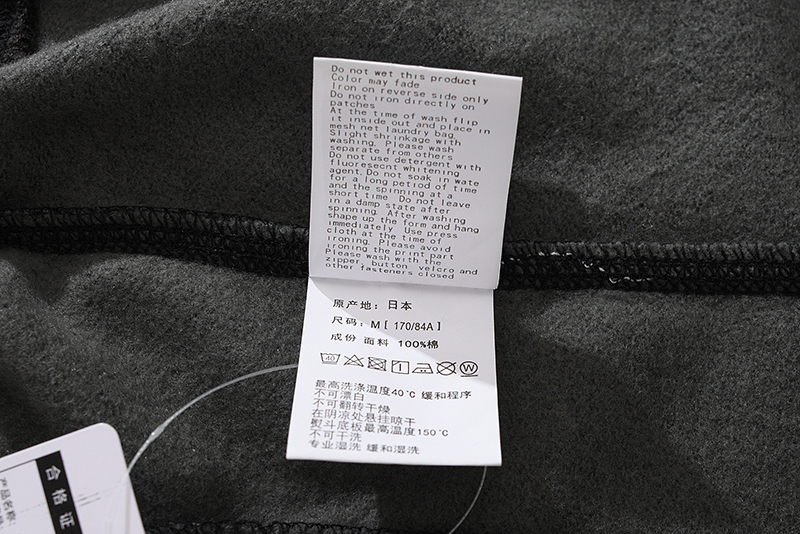 Do not wet this product
Color may fade
Iron on reverse side only
Do not iron directly on
patches
At the time of wash flip
it inside out and place in
mesh net laundry bag
Slight shrinkage with
washing. Please wash
separate from others
Do not use detergent with
fluoresecnt whitening
agent. Do not soak in wate
for a long petiod of time
and the spinning at a
short time. Do not leave
in a damp state after
spinning. After washing
shape up the form and hang
immediately. Use press
cloth at the time of
ironing. Please avoid
ironing the print part
Please wash with the
zipper, button, velcro and
other fasteners closed
原产地：日本
尺码：M[ 170/84A ]
成份 面料 100%棉
40
W
最高洗涤温度40℃ 缓和程序
不可漂白
不可翻转干燥
在阴凉处悬挂晾干
熨斗底板最高温度150℃
不可干洗
专业湿洗 缓和湿洗
合格证
产品名称: